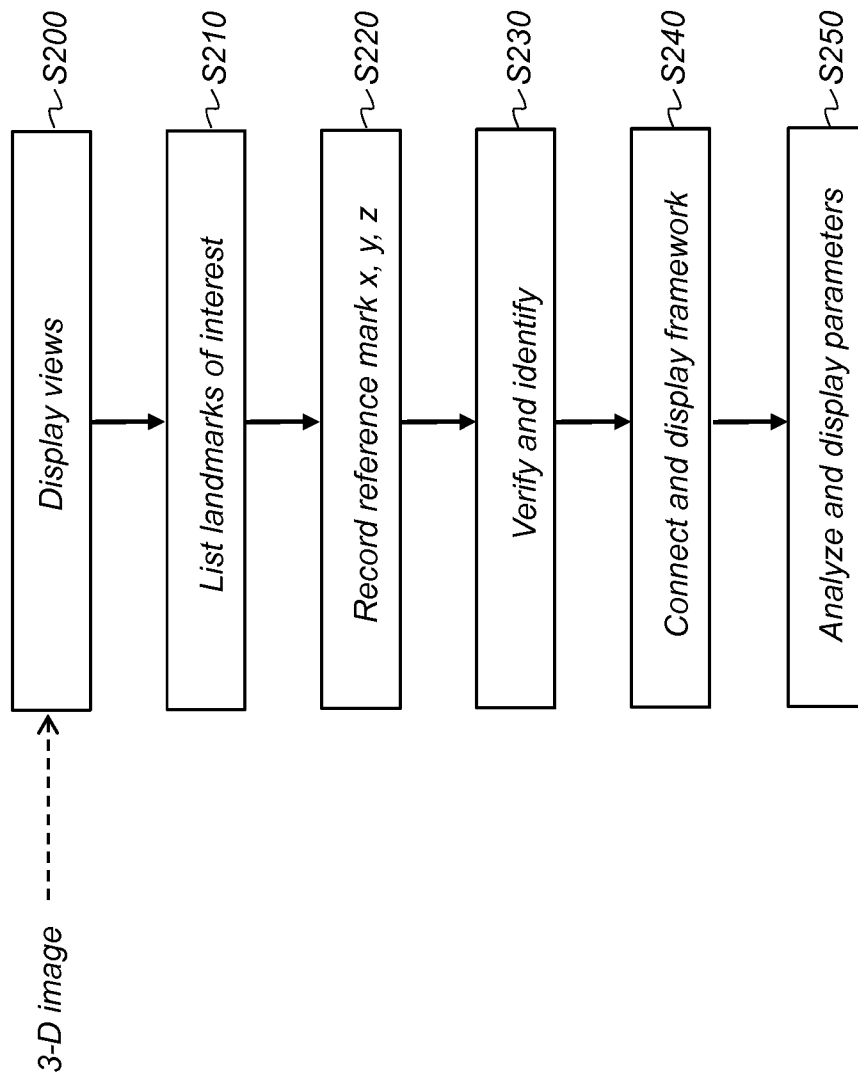 3-D image
Display views
S200
List landmarks of interest
S210
Record reference mark x, y, z
S220
Verify and identify
S230
Connect and display framework
S240
Analyze and display parameters
S250